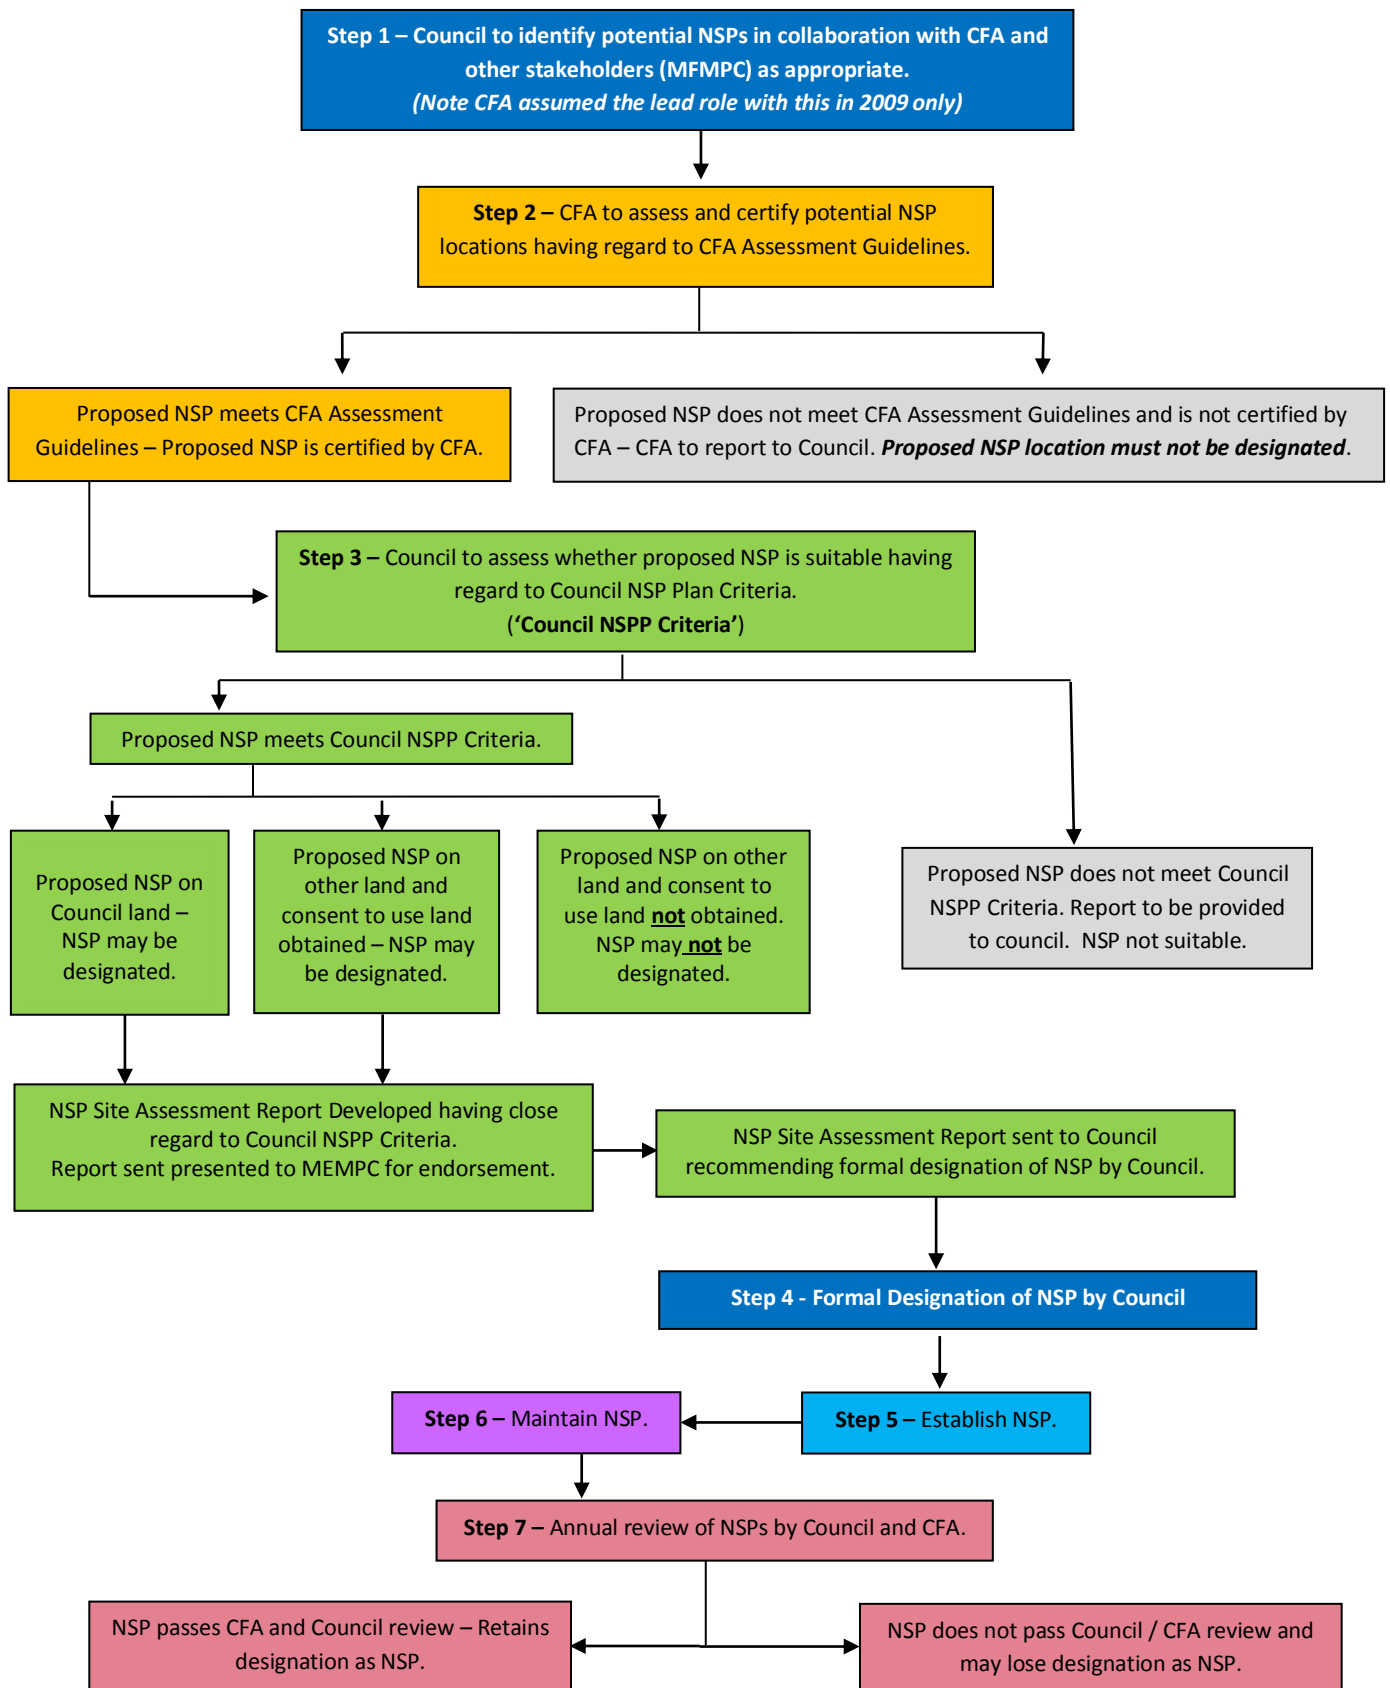 Step 1 – Council to identify potential NSPs in collaboration with CFA and
other stakeholders (MFMPC) as appropriate.
(Note CFA assumed the lead role with this in 2009 only)
Step 2 – CFA to assess and certify potential NSP
locations having regard to CFA Assessment Guidelines.
Proposed NSP meets CFA Assessment
Guidelines – Proposed NSP is certified by CFA.
Proposed NSP does not meet CFA Assessment Guidelines and is not certified by
CFA – CFA to report to Council. Proposed NSP location must not be designated.
Step 3 – Council to assess whether proposed NSP is suitable having
regard to Council NSP Plan Criteria.
(‘Council NSPP Criteria’)
Proposed NSP meets Council NSPP Criteria.
Proposed NSP on
Council land –
NSP may be
designated.
Proposed NSP on
other land and
consent to use land
obtained – NSP may
be designated.
Proposed NSP on other
land and consent to
use land not obtained.
NSP may not be
designated.
Proposed NSP does not meet Council
NSPP Criteria. Report to be provided
to council.  NSP not suitable.
NSP Site Assessment Report Developed having close
regard to Council NSPP Criteria.
Report sent presented to MEMPC for endorsement.
NSP Site Assessment Report sent to Council
recommending formal designation of NSP by Council.
Step 4 - Formal Designation of NSP by Council
Step 6 – Maintain NSP.
Step 5 – Establish NSP.
Step 7 – Annual review of NSPs by Council and CFA.
NSP passes CFA and Council review – Retains
designation as NSP.
NSP does not pass Council / CFA review and
may lose designation as NSP.